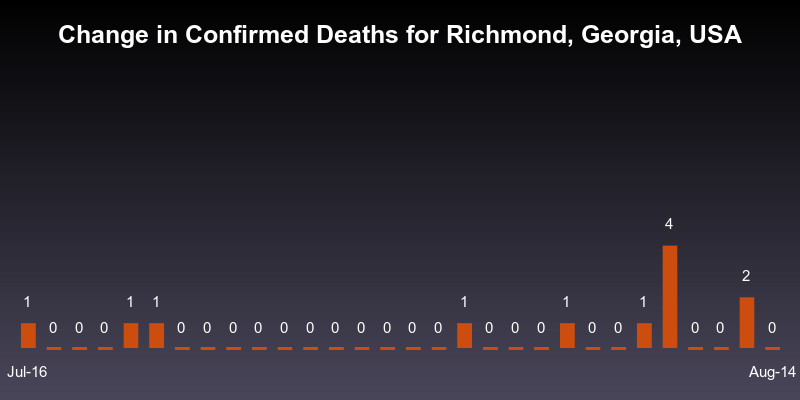 Change in Confirmed Deaths for Richmond, Georgia, USA
4
2
1 1 1 1 1 1
0 0 0 0 0 0 0 0 0 0 0 0 0 0 0 0 0 0 0 0 0 0
Jul-16 Aug-14